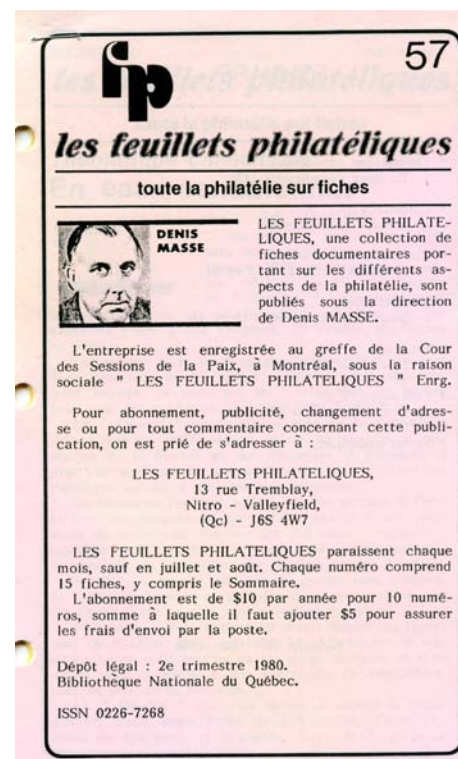 57
fp
les feuillets philatéliques
toute la philatélie sur fiches
DENIS
MASSE
LES FEUILLETS PHILATE-
LIQUES, une collection de
fiches documentaires por-
tant sur les différents as-
pects de la philatélie, sont
publiés sous la direction
de Denis MASSE.
L'entreprise est enregistrée au greffe de la Cour
des Sessions de la Paix, à Montréal, sous la raison
sociale " LES FEUILLETS PHILATELIQUES " Enrg.
Pour abonnement, publicité, changement d'adres-
se ou pour tout commentaire concernant cette publi-
cation, on est prié de s'adresser à :
LES FEUILLETS PHILATELIQUES,
13 rue Tremblay,
Nitro - Valleyfield,
(Qc) - J6S 4W7
LES FEUILLETS PHILATELIQUES paraissent chaque
mois, sauf en juillet et août. Chaque numéro comprend
15 fiches, y compris le Sommaire.
L'abonnement est de $10 par année pour 10 numé-
ros, somme à laquelle il faut ajouter $5 pour assurer
les frais d'envoi par la poste.
Dépôt légal : 2e trimestre 1980.
Bibliothèque Nationale du Québec.
ISSN 0226-7268